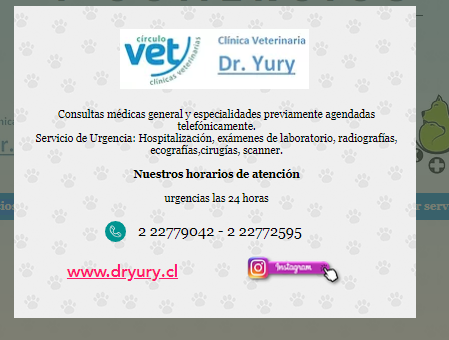 círculo
vet
clínicas veterinarias
Clínica Veterinaria
Dr. Yury
Consultas médicas general y especialidades previamente agendadas
telefónicamente.
Servicio de Urgencia: Hospitalización, exámenes de laboratorio, radiografías,
ecografías,cirugías, scanner.
Nuestros horarios de atención
urgencias las 24 horas
2 22779042 - 2 22772595
www.dryury.cl
Instagram